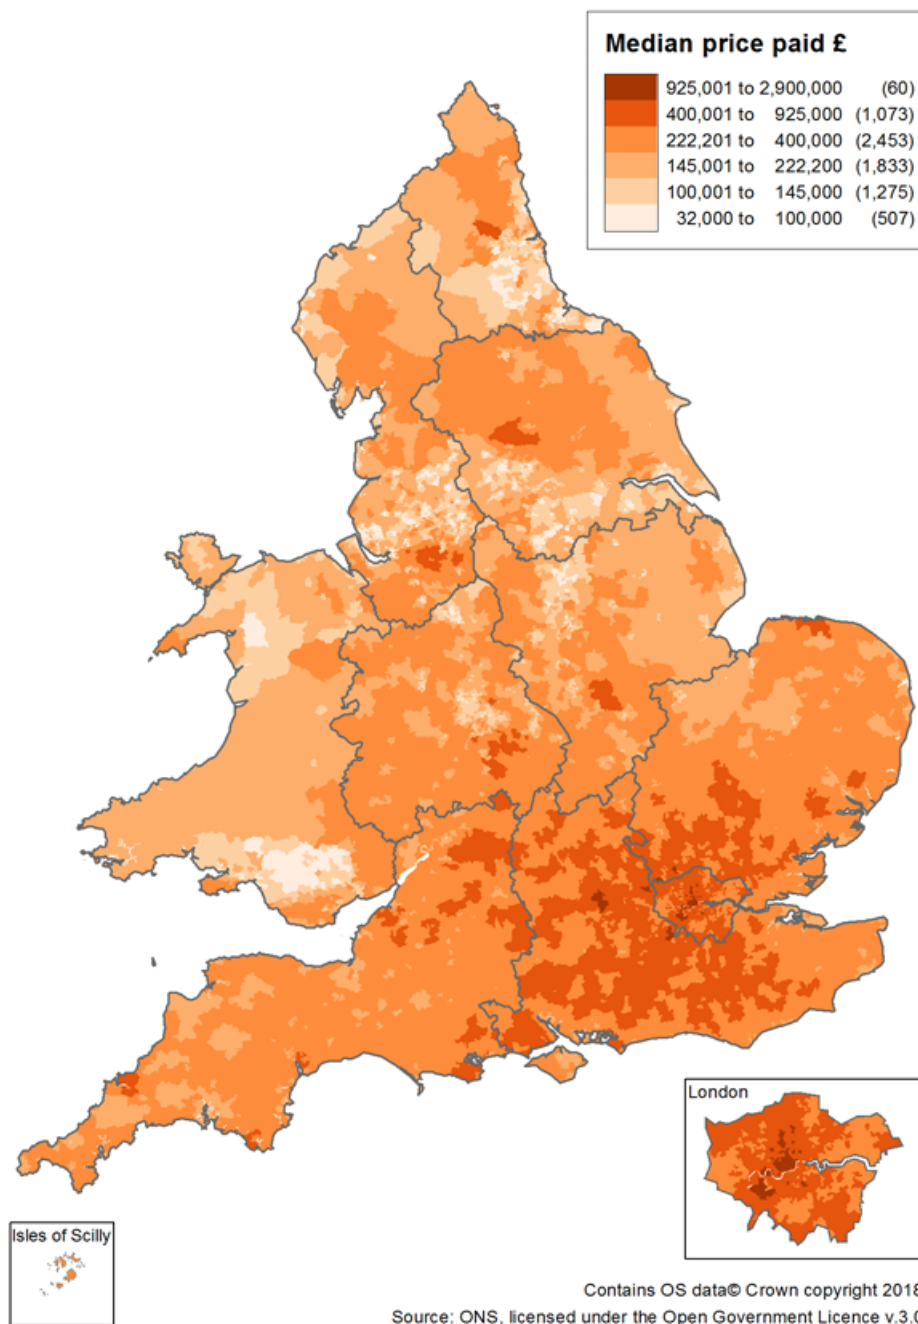 Median price paid £
925,001 to 2,900,000 (60)
400,001 to 925,000 (1,073)
222,201 to 400,000 (2,453)
145,001 to 222,200 (1,833)
100,001 to 145,000 (1,275)
32,000 to 100,000 (507)
London
Isles of Scilly
Contains OS data© Crown copyright 2018
Source: ONS, licensed under the Open Government Licence v.3.0